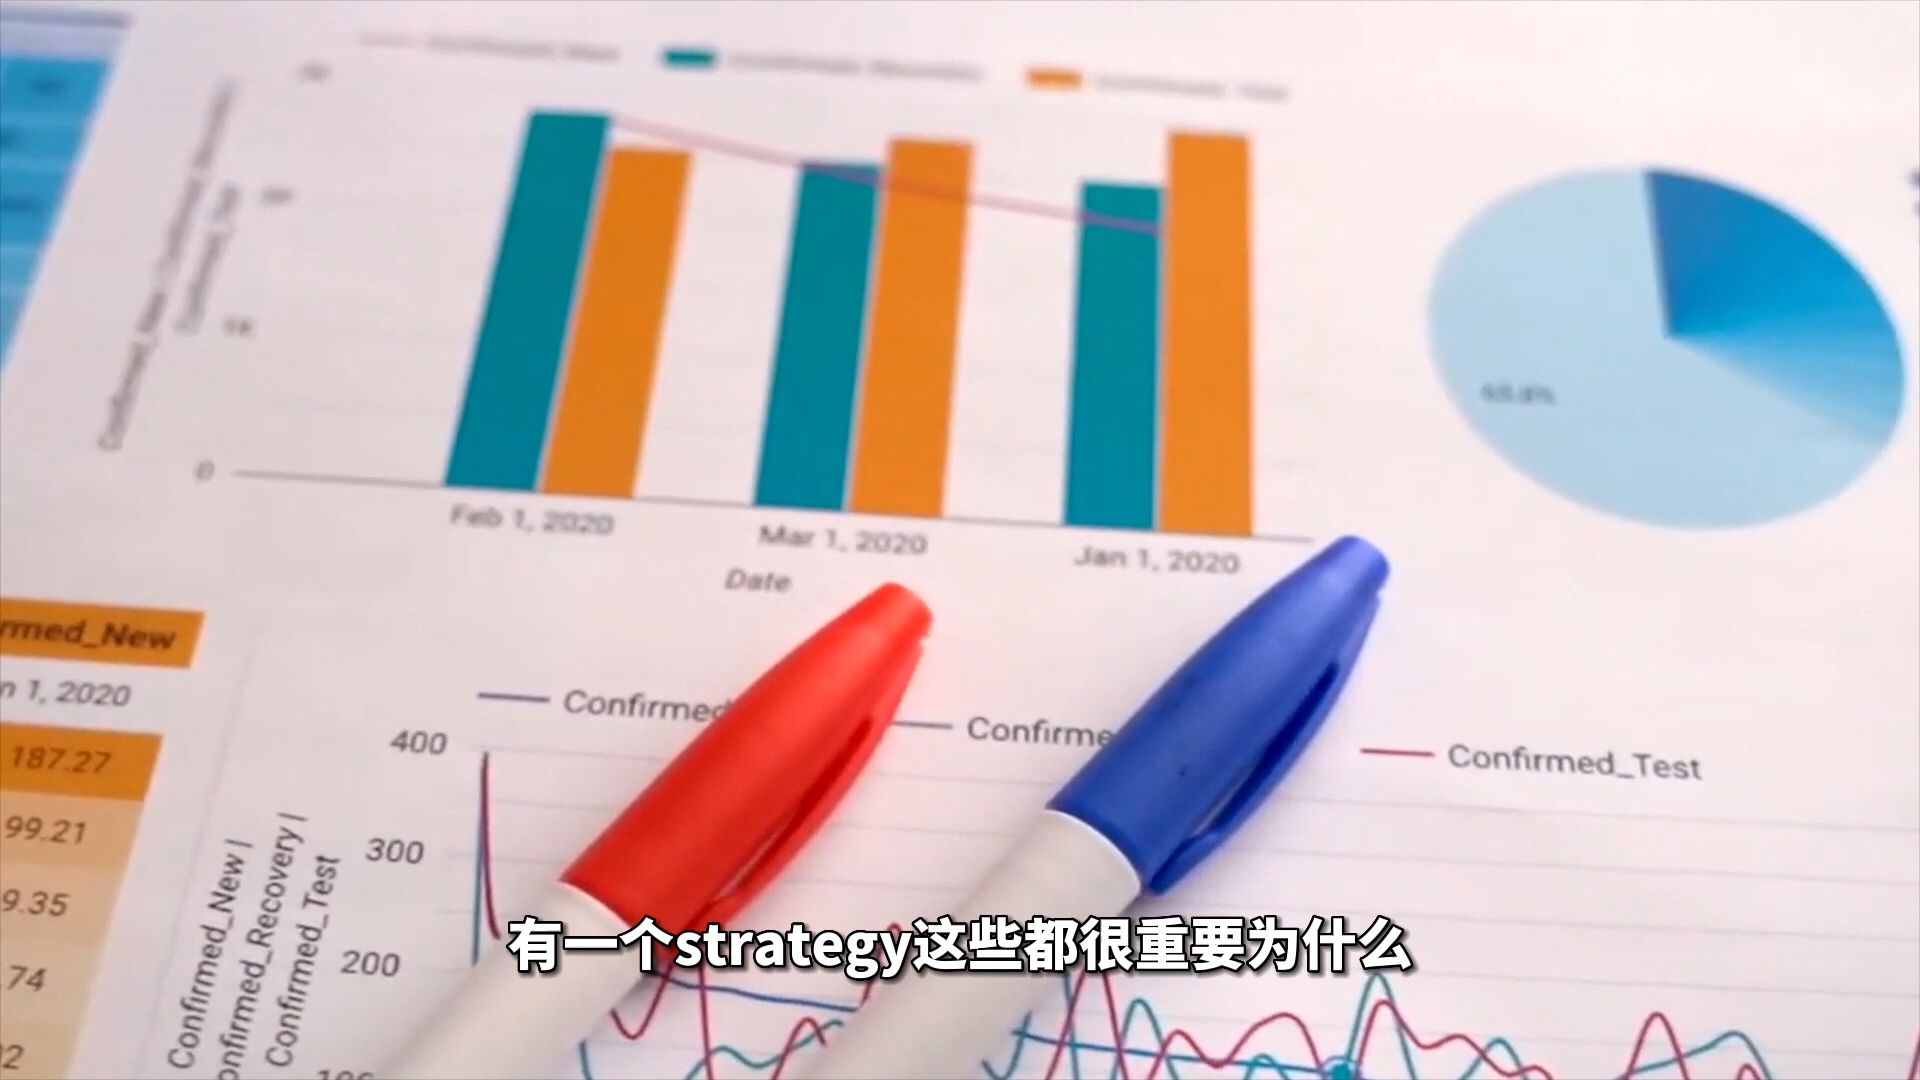 0
Feb 1, 2020
Mar 1, 2020
Jan 1, 2020
Date
rmed_New
n 1, 2020
187.27
99.21
9.35
.74
Confirmed
Confirme
Confirmed_Test
400
300
200
Confirmed_New |
onfirmed_Recovery |
Confirmed_Test
有一个strategy这些都很重要为什么